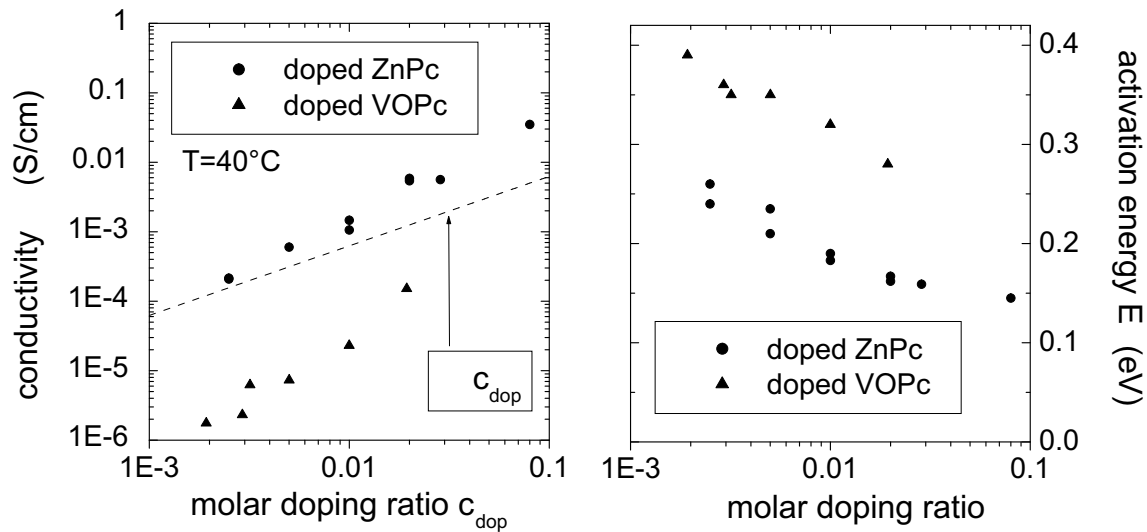 1
0.1
0.01
1E-3
1E-4
1E-5
1E-6
conductivity (S/cm)
doped ZnPc
doped VOPc
T=40°C
c_dop
1E-3 0.01 0.1
molar doping ratio c_dop
doped ZnPc
doped VOPc
0.4
0.3
0.2
0.1
0.0
activation energy E (eV)
1E-3 0.01 0.1
molar doping ratio